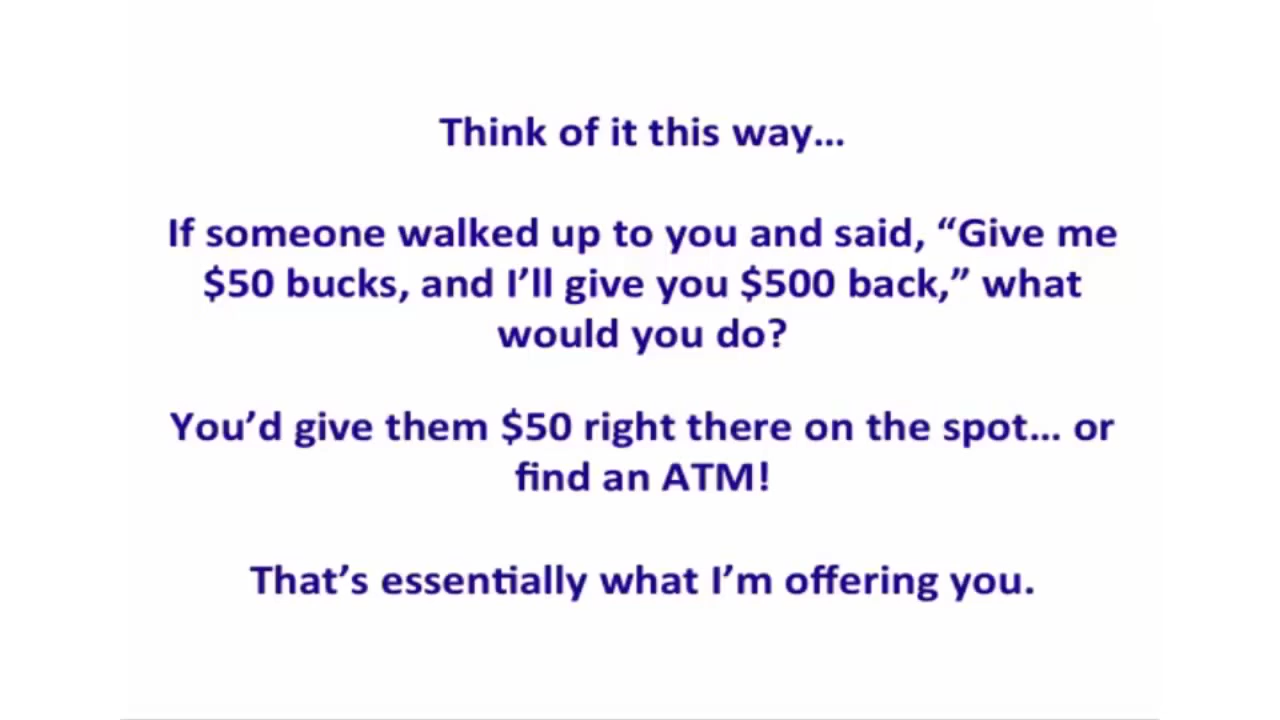 Think of it this way…
If someone walked up to you and said, “Give me
$50 bucks, and I’ll give you $500 back,” what
would you do?
You’d give them $50 right there on the spot… or
find an ATM!
That’s essentially what I’m offering you.